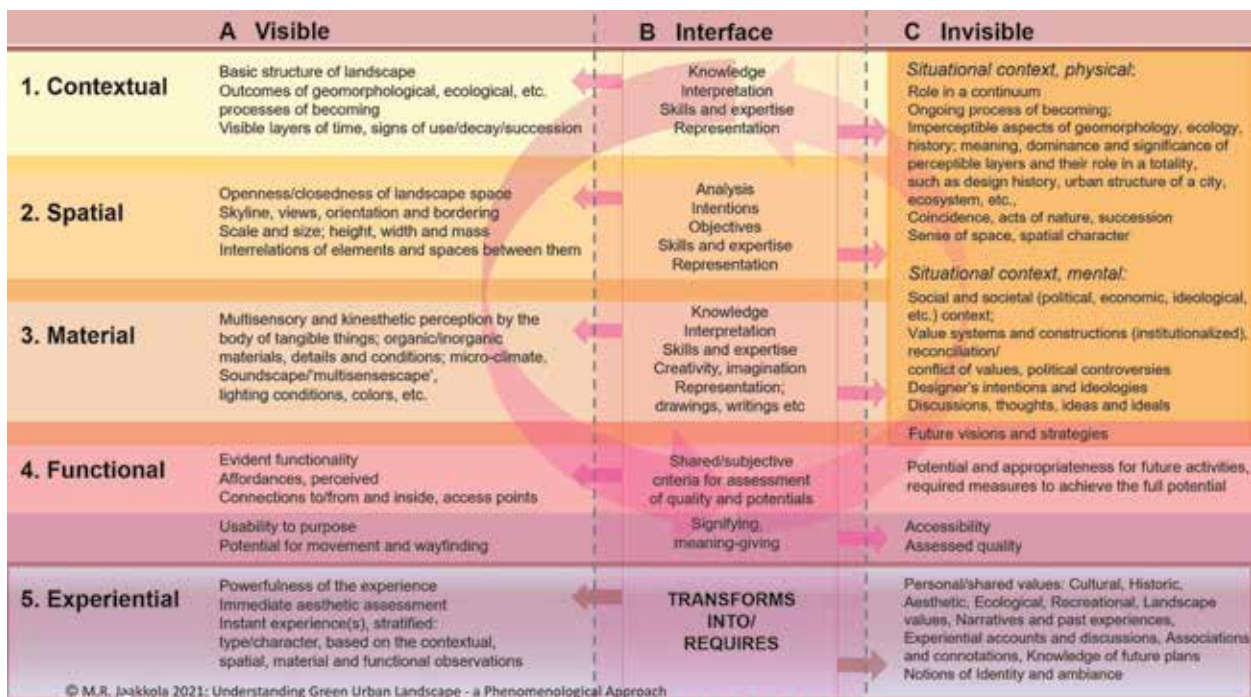 A Visible
B Interface
C Invisible
1. Contextual
Basic structure of landscape
Outcomes of geomorphological, ecological, etc.
processes of becoming
Visible layers of time, signs of use/decay/succession
Knowledge
Interpretation
Skills and expertise
Representation
Situational context, physical:
Role in a continuum
Ongoing process of becoming;
Imperceptible aspects of geomorphology, ecology,
history; meaning, dominance and significance of
perceptible layers and their role in a totality,
such as design history, urban structure of a city,
ecosystem, etc.,
Coincidence, acts of nature, succession
Sense of space, spatial character
2. Spatial
Openness/closedness of landscape space
Skyline, views, orientation and bordering
Scale and size; height, width and mass
Interrelations of elements and spaces between them
Analysis
Intentions
Objectives
Skills and expertise
Representation
Situational context, mental:
Social and societal (political, economic, ideological,
etc.) context;
Value systems and constructions (institutionalized),
reconciliation/
conflict of values, political controversies
Designer's intentions and ideologies
Discussions, thoughts, ideas and ideals
Future visions and strategies
3. Material
Multisensory and kinesthetic perception by the
body of tangible things; organic/inorganic
materials, details and conditions; micro-climate,
Soundscape/'multisensescape',
lighting conditions, colors, etc.
Knowledge
Interpretation
Skills and expertise
Creativity, imagination
Representation;
drawings, writings etc
4. Functional
Evident functionality
Affordances, perceived
Connections to/from and inside, access points
Usability to purpose
Potential for movement and wayfinding
Shared/subjective
criteria for assessment
of quality and potentials
Signifying,
meaning-giving
Potential and appropriateness for future activities,
required measures to achieve the full potential
Accessibility
Assessed quality
5. Experiential
Powerfulness of the experience
Immediate aesthetic assessment
Instant experience(s), stratified:
type/character, based on the contextual,
spatial, material and functional observations
TRANSFORMS
INTO/
REQUIRES
Personal/shared values: Cultural, Historic,
Aesthetic, Ecological, Recreational, Landscape
values, Narratives and past experiences,
Experiential accounts and discussions, Associations
and connotations, Knowledge of future plans
Notions of Identity and ambiance
© M.R. Jaakkola 2021: Understanding Green Urban Landscape - a Phenomenological Approach